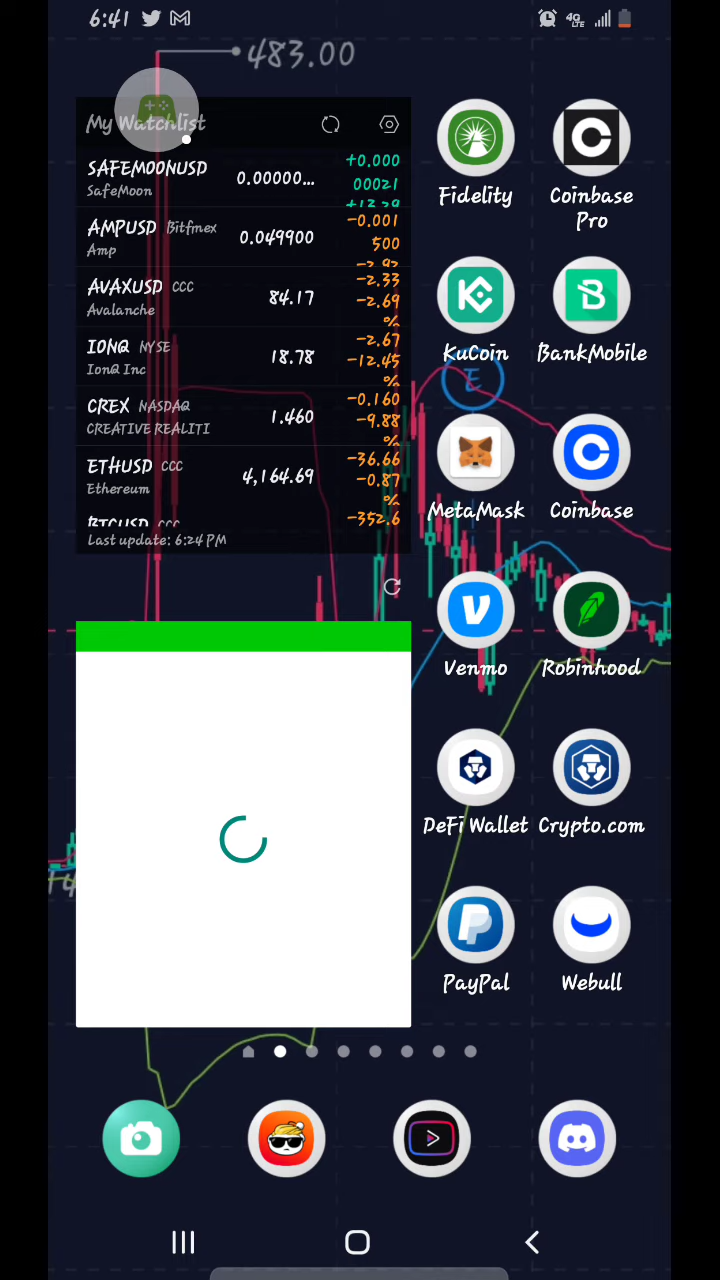 6:41
4G LTE
483.00
My Watchlist
SAFEMOONUSD
SafeMoon
0.00000...
+0.000
00021
AMPUSD Bitfinex
Amp
0.049900
-0.001
500
AVAXUSD CCC
Avalanche
84.17
-2.33
-2.69
%
IONQ NYSE
IonQ Inc
18.78
-2.67
-12.45
%
CREX NASDAQ
CREATIVE REALITI
1.460
-0.160
-9.88
%
ETHUSD CCC
Ethereum
4,164.69
-36.66
-0.87
%
BTCUSD CCC
-352.6
Last update: 6:24 PM
Fidelity
Coinbase
Pro
KuCoin
BankMobile
E
MetaMask
Coinbase
Venmo
Robinhood
DeFi Wallet
Crypto.com
PayPal
Webull